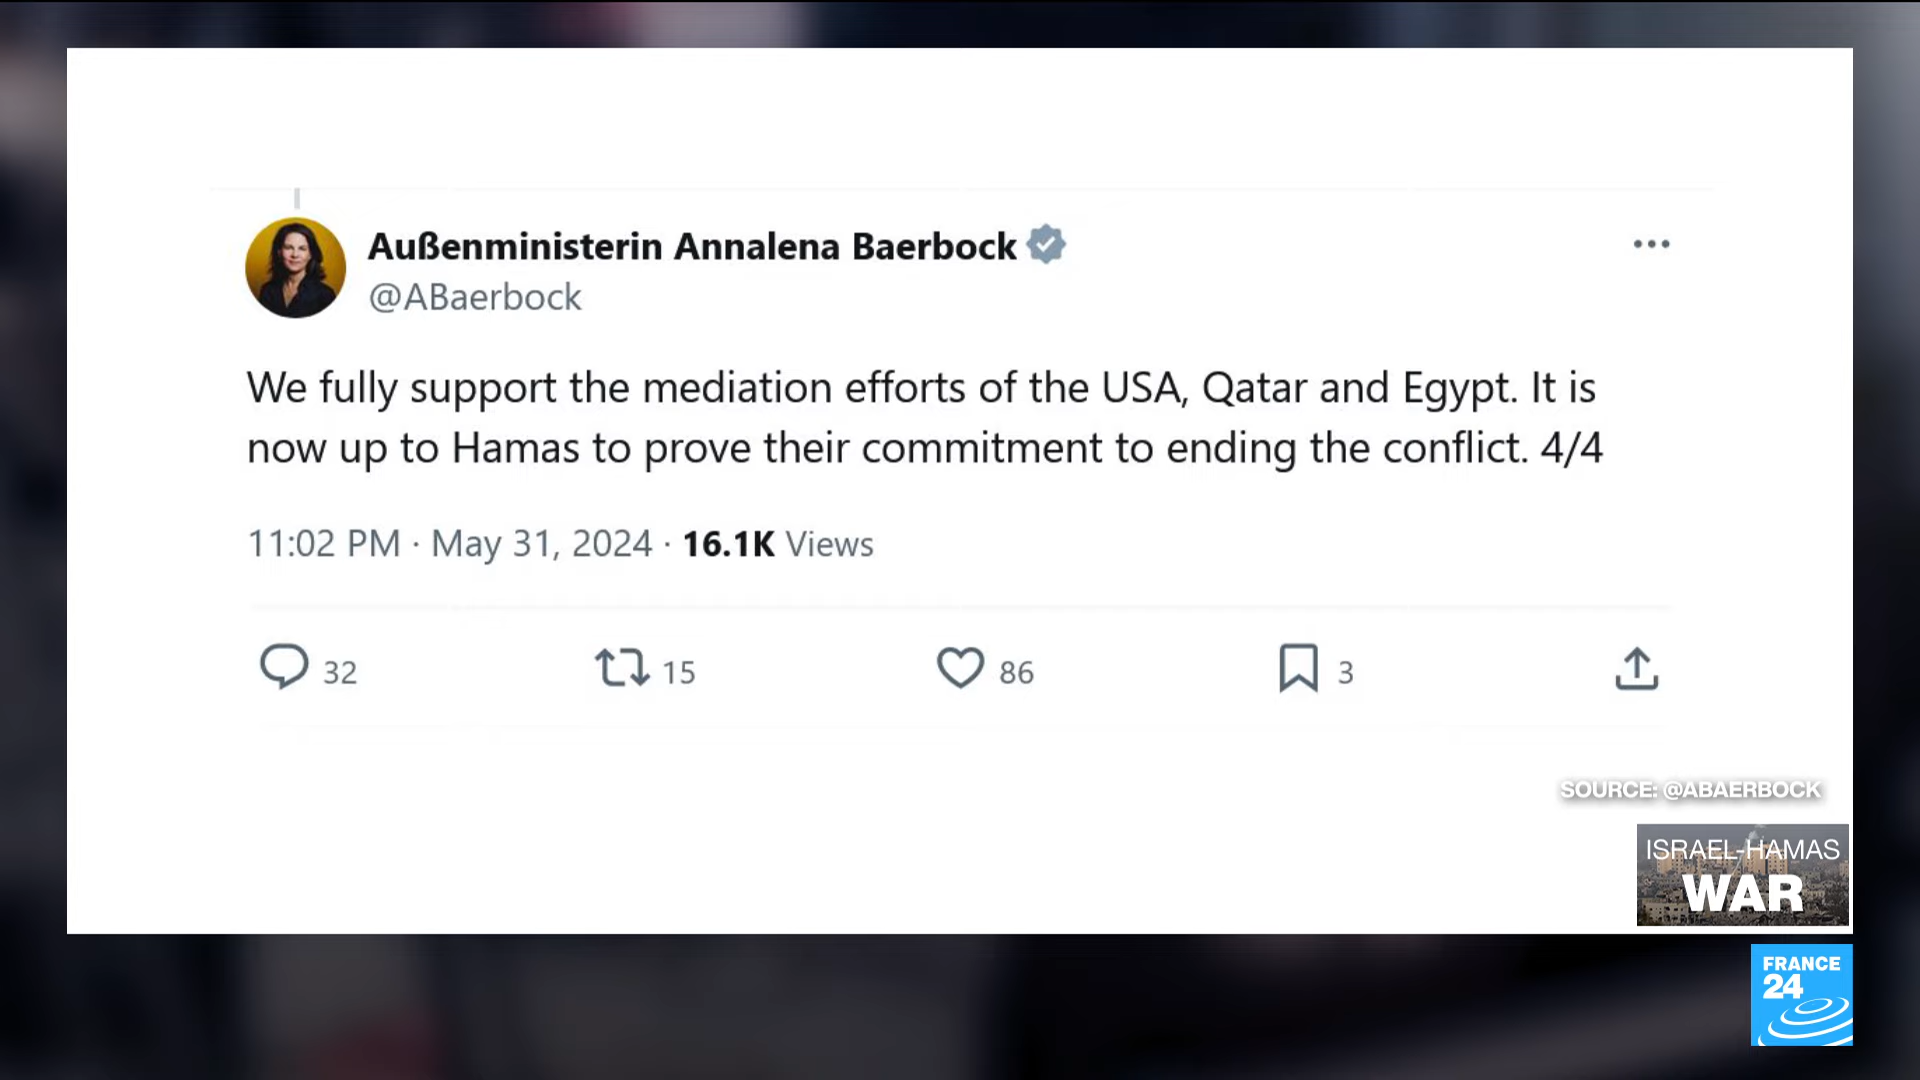 Außenministerin Annalena Baerbock
@ABaerbock
We fully support the mediation efforts of the USA, Qatar and Egypt. It is
now up to Hamas to prove their commitment to ending the conflict. 4/4
11:02 PM · May 31, 2024 · 16.1K Views
32 15 86 3
SOURCE: @ABAERBOCK
ISRAEL-HAMAS
WAR
FRANCE
24